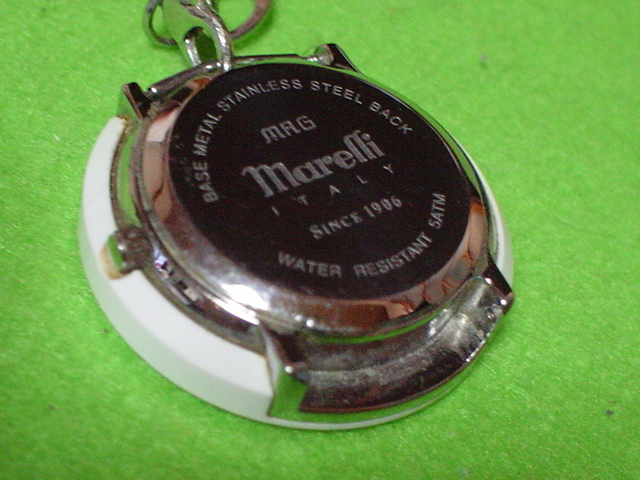 BASE METAL STAINLESS STEEL BACK
MRG
Marelli
ITALY
SINCE 1906
WATER RESISTANT 5ATM